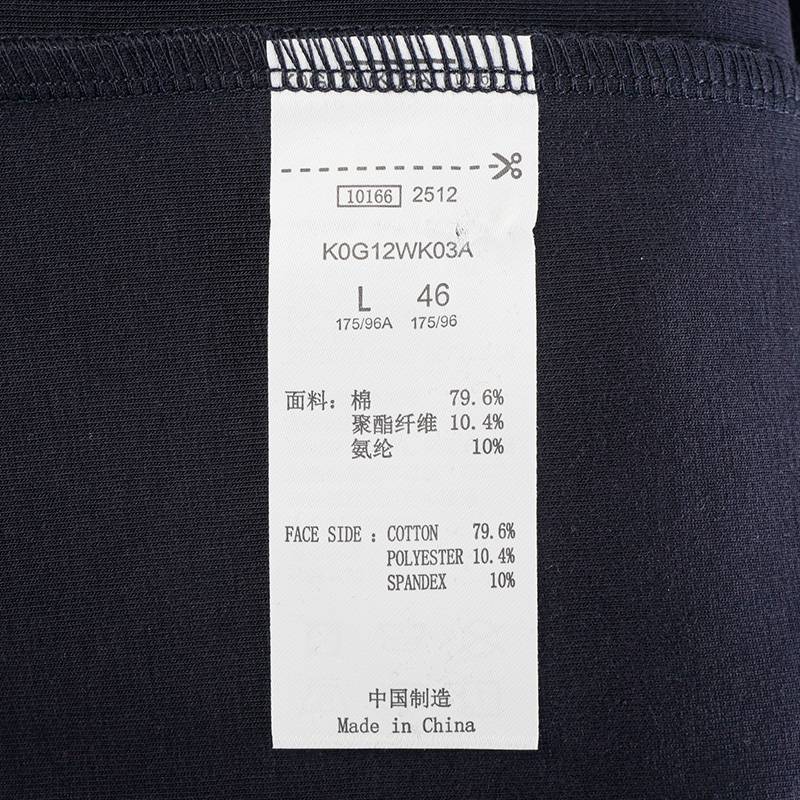 10166 2512
K0G12WK03A
L 46
175/96A 175/96
面料: 棉 79.6%
聚酯纤维 10.4%
氨纶 10%
FACE SIDE : COTTON 79.6%
POLYESTER 10.4%
SPANDEX 10%
中国制造
Made in China